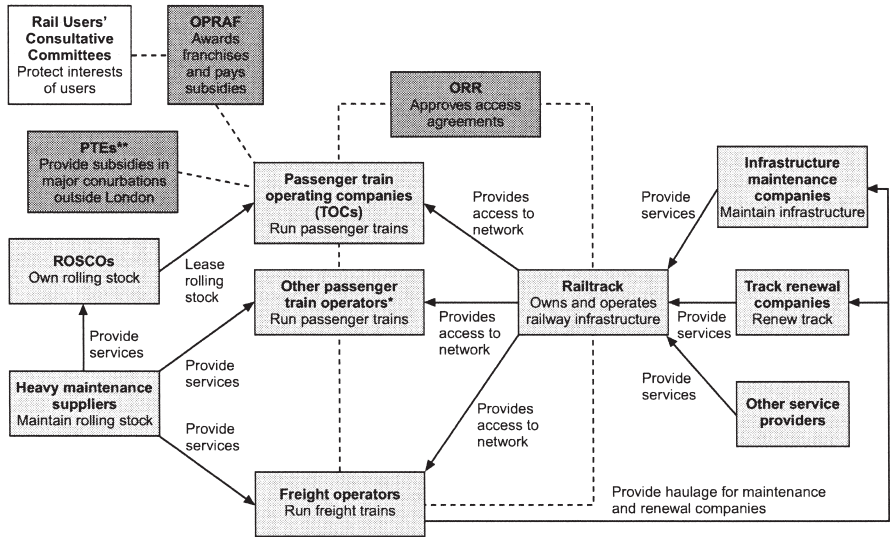 Rail Users'
Consultative
Committees
Protect interests
of users
OPRAF
Awards
franchises
and pays
subsidies
ORR
Approves access
agreements
PTEs**
Provide subsidies in
major conurbations
outside London
Passenger train
operating companies
(TOCs)
Run passenger trains
Provides
access to
network
Provide
services
Infrastructure
maintenance
companies
Maintain infrastructure
ROSCOs
Own rolling stock
Lease
rolling
stock
Other passenger
train operators*
Run passenger trains
Provides
access to
network
Railtrack
Owns and operates
railway infrastructure
Provide
services
Track renewal
companies
Renew track
Provide
services
Heavy maintenance
suppliers
Maintain rolling stock
Provide
services
Provide
services
Provides
access to
network
Provide
services
Other service
providers
Freight operators
Run freight trains
Provide haulage for maintenance
and renewal companies